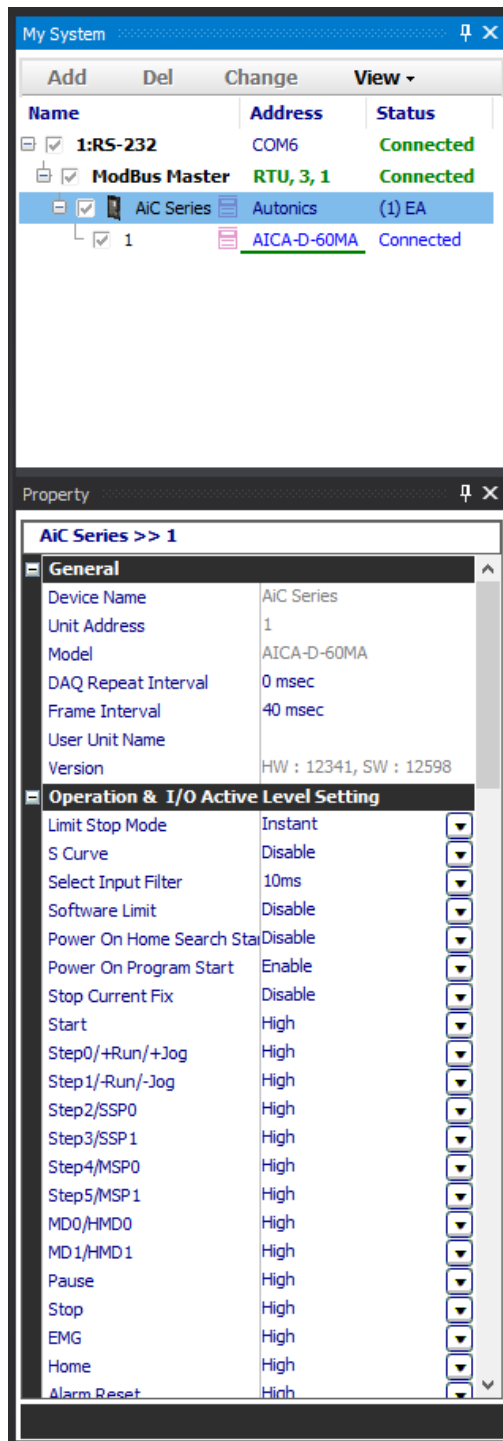 My System
Add Del Change View
Name Address Status
1:RS-232 COM6 Connected
ModBus Master RTU, 3, 1 Connected
AiC Series Autonics (1) EA
1 AICA-D-60MA Connected
Property
AiC Series >> 1
General
Device Name AiC Series
Unit Address 1
Model AICA-D-60MA
DAQ Repeat Interval 0 msec
Frame Interval 40 msec
User Unit Name
Version HW : 12341, SW : 12598
Operation & I/O Active Level Setting
Limit Stop Mode Instant
S Curve Disable
Select Input Filter 10ms
Software Limit Disable
Power On Home Search Star Disable
Power On Program Start Enable
Stop Current Fix Disable
Start High
Step0/+Run/+Jog High
Step1/-Run/-Jog High
Step2/SSP0 High
Step3/SSP1 High
Step4/MSP0 High
Step5/MSP1 High
MD0/HMD0 High
MD1/HMD1 High
Pause High
Stop High
EMG High
Home High
Alarm Reset High